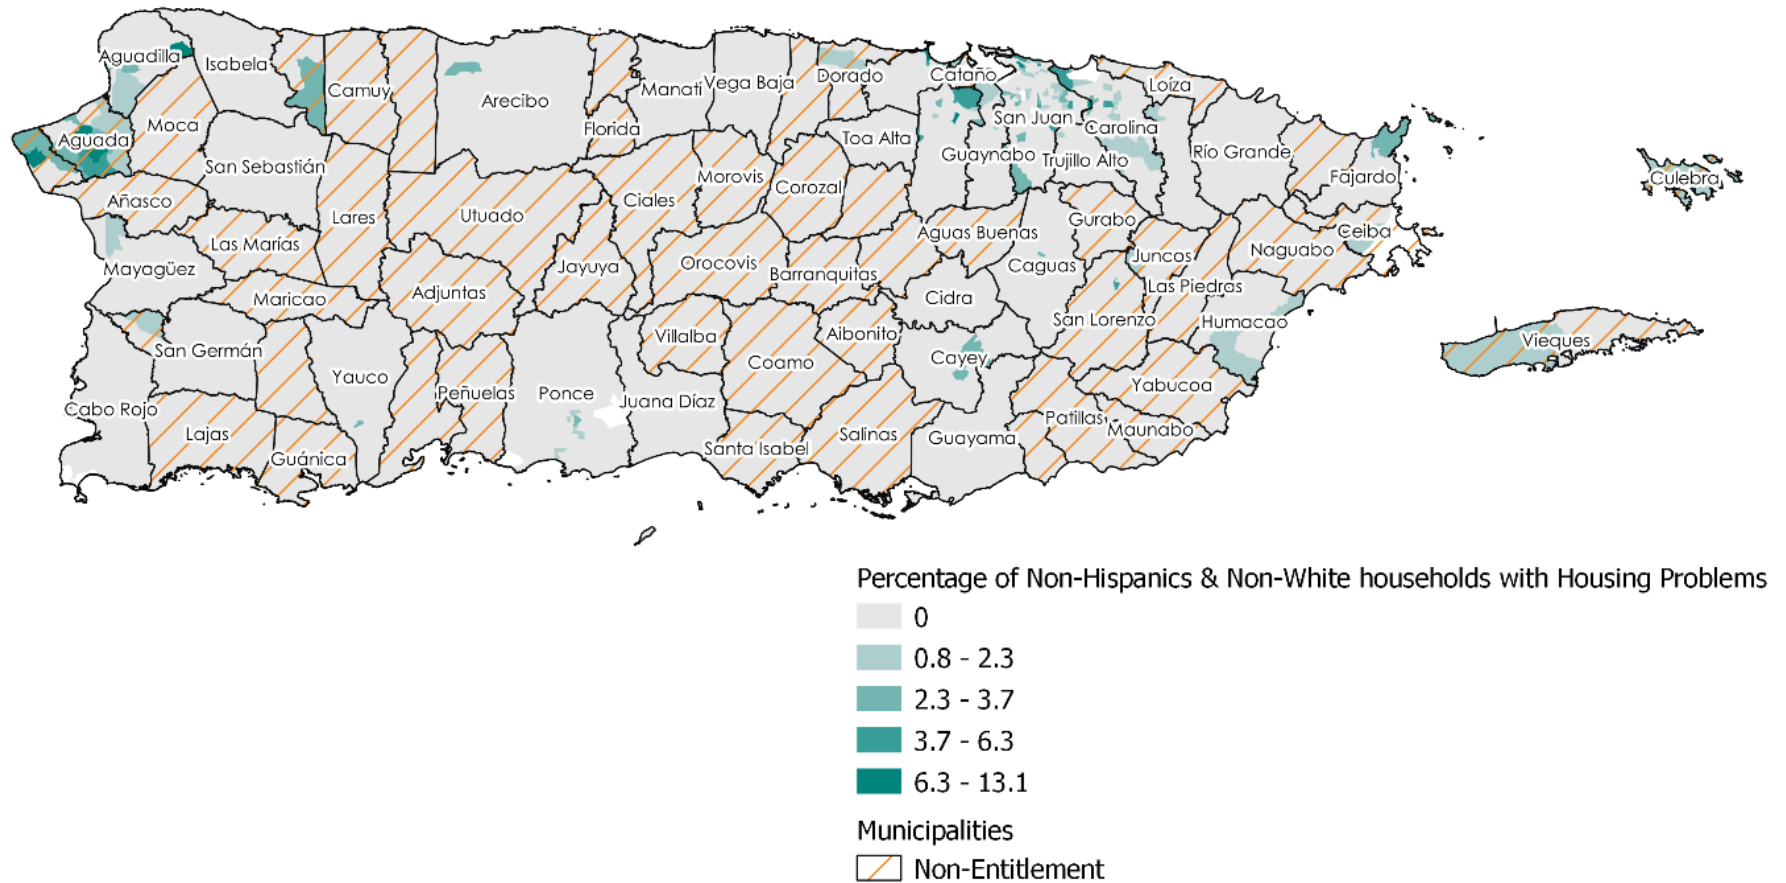 Aguadilla
Isabela
Camuy
Arecibo
Manatí
Vega Baja
Dorado
Cataño
Loíza
Moca
Aguada
Florida
Toa Alta
San Juan
Carolina
San Sebastián
Guaynabo
Trujillo Alto
Río Grande
Fajardo
Culebra
Añasco
Lares
Utuado
Ciales
Morovis
Corozal
Las Marías
Aguas Buenas
Gurabo
Ceiba
Naguabo
Mayagüez
Jayuya
Orocovis
Barranquitas
Caguas
Juncos
Las Piedras
Maricao
Adjuntas
Cidra
San Lorenzo
Humacao
San Germán
Villalba
Aibonito
Vieques
Yauco
Coamo
Cayey
Yabucoa
Cabo Rojo
Peñuelas
Ponce
Juana Díaz
Lajas
Guánica
Santa Isabel
Salinas
Guayama
Patillas
Maunabo
Percentage of Non-Hispanics & Non-White households with Housing Problems
0
0.8 - 2.3
2.3 - 3.7
3.7 - 6.3
6.3 - 13.1
Municipalities
Non-Entitlement